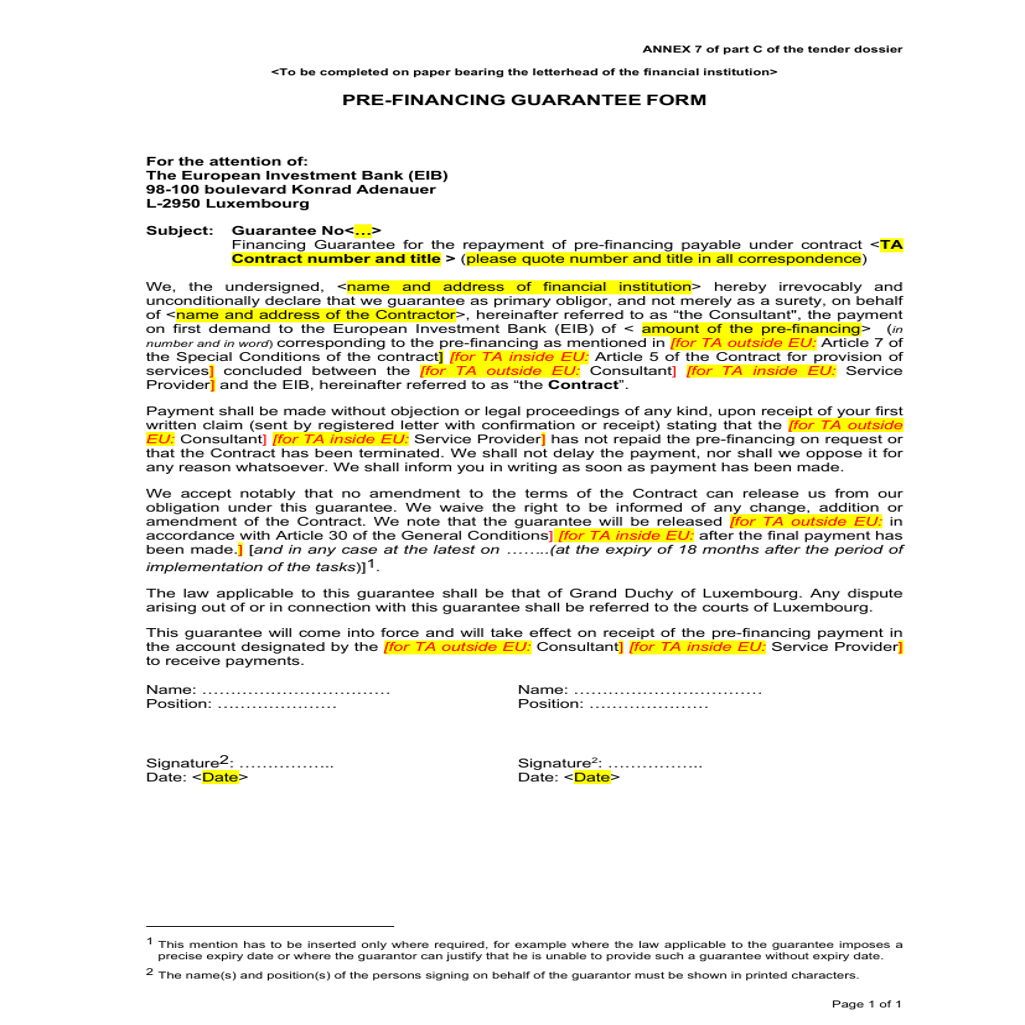 ANNEX 7 of part C of the tender dossier
<To be completed on paper bearing the letterhead of the financial institution>
PRE-FINANCING GUARANTEE FORM
For the attention of:
The European Investment Bank (EIB)
98-100 boulevard Konrad Adenauer
L-2950 Luxembourg
Subject: Guarantee No<…>
Financing Guarantee for the repayment of pre-financing payable under contract <TA
Contract number and title > (please quote number and title in all correspondence)
We, the undersigned, <name and address of financial institution> hereby irrevocably and
unconditionally declare that we guarantee as primary obligor, and not merely as a surety, on behalf
of <name and address of the Contractor>, hereinafter referred to as “the Consultant", the payment
on first demand to the European Investment Bank (EIB) of < amount of the pre-financing> (in
number and in word) corresponding to the pre-financing as mentioned in [for TA outside EU: Article 7 of
the Special Conditions of the contract] [for TA inside EU: Article 5 of the Contract for provision of
services] concluded between the [for TA outside EU: Consultant] [for TA inside EU: Service
Provider] and the EIB, hereinafter referred to as “the Contract”.
Payment shall be made without objection or legal proceedings of any kind, upon receipt of your first
written claim (sent by registered letter with confirmation or receipt) stating that the [for TA outside
EU: Consultant] [for TA inside EU: Service Provider] has not repaid the pre-financing on request or
that the Contract has been terminated. We shall not delay the payment, nor shall we oppose it for
any reason whatsoever. We shall inform you in writing as soon as payment has been made.
We accept notably that no amendment to the terms of the Contract can release us from our
obligation under this guarantee. We waive the right to be informed of any change, addition or
amendment of the Contract. We note that the guarantee will be released [for TA outside EU: in
accordance with Article 30 of the General Conditions] [for TA inside EU: after the final payment has
been made.] [and in any case at the latest on ……..(at the expiry of 18 months after the period of
implementation of the tasks)]1.
The law applicable to this guarantee shall be that of Grand Duchy of Luxembourg. Any dispute
arising out of or in connection with this guarantee shall be referred to the courts of Luxembourg.
This guarantee will come into force and will take effect on receipt of the pre-financing payment in
the account designated by the [for TA outside EU: Consultant] [for TA inside EU: Service Provider]
to receive payments.
Name: …………………………… Name: ……………………………
Position: ………………… Position: …………………
Signature2: …………….. Signature2: ……………..
Date: <Date> Date: <Date>
1 This mention has to be inserted only where required, for example where the law applicable to the guarantee imposes a
precise expiry date or where the guarantor can justify that he is unable to provide such a guarantee without expiry date.
2 The name(s) and position(s) of the persons signing on behalf of the guarantor must be shown in printed characters.
Page 1 of 1